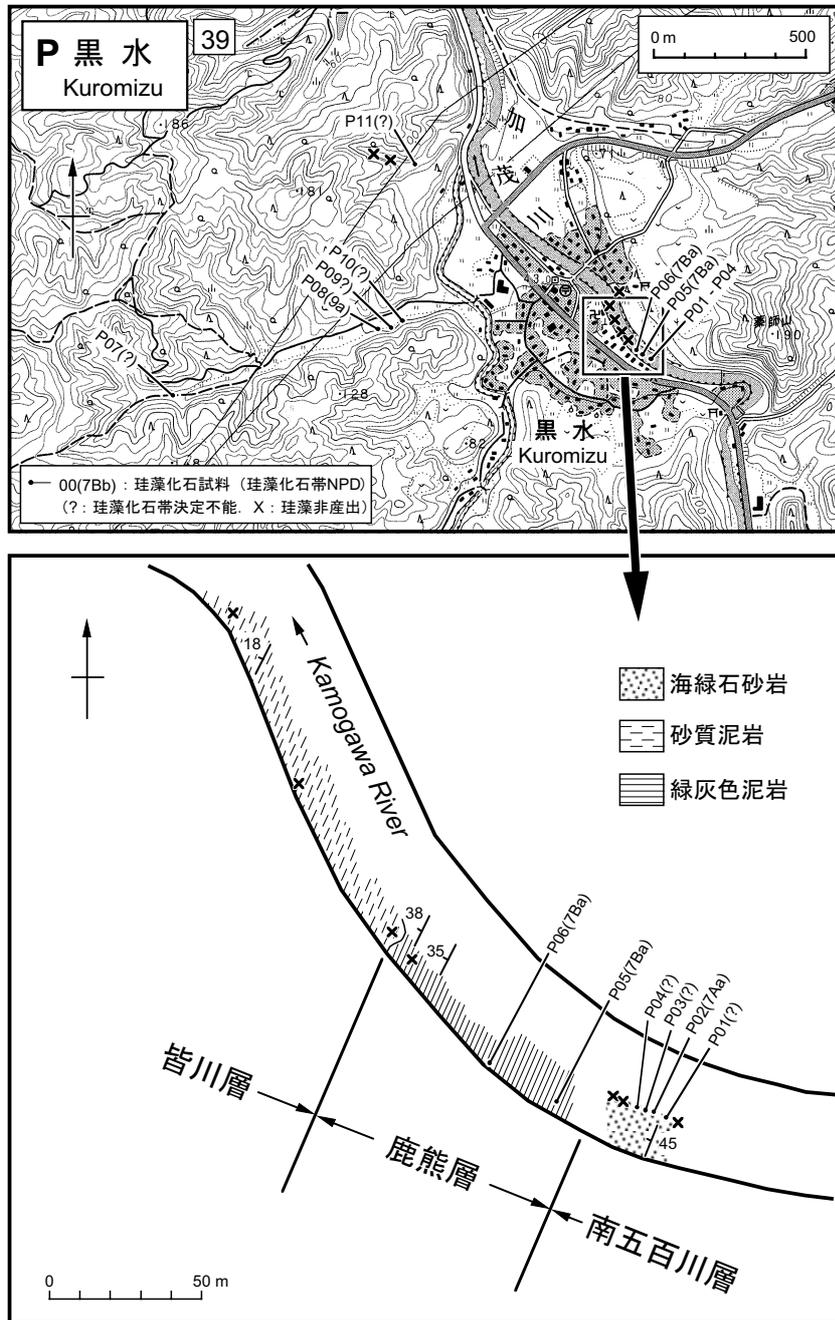 P 黒 水
Kuromizu
39
0 m 500
P11(?)
186
181
80
加
茂
川
71
P10(?)
P09(?)
P08(9a)
P07(?)
P06(7Ba)
P05(7Ba)
P01 - P04
薬師山
190
128
82
黒 水
Kuromizu
00(7Bb) : 珪藻化石試料 (珪藻化石帯NPD)
(? : 珪藻化石帯決定不能. X : 珪藻非産出)
18
Kamogawa River
海緑石砂岩
砂質泥岩
緑灰色泥岩
38
35
P06(7Ba)
P05(7Ba)
P04(?)
P03(?)
P02(7Aa)
P01(?)
45
皆川層
鹿熊層
南五百川層
0 50 m